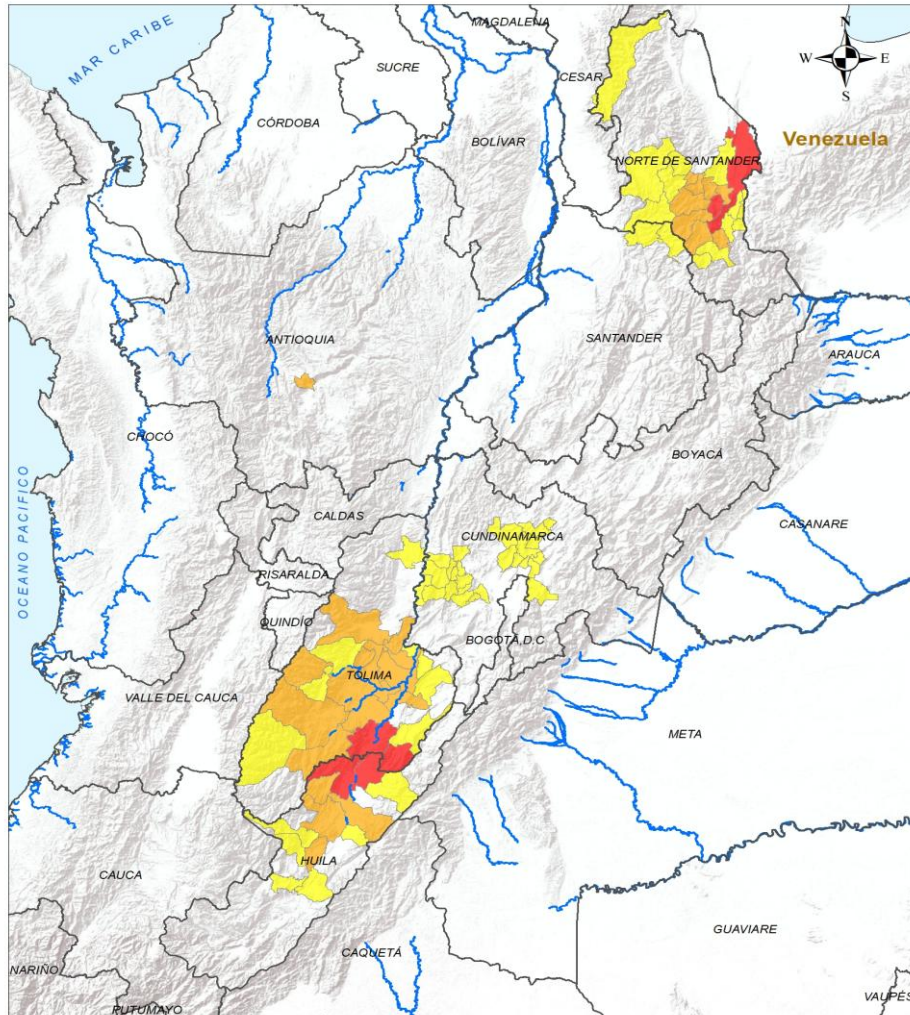 MAGDALENA
MAR CARIBE
N
W
E
S
SUCRE
CESAR
CÓRDOBA
BOLÍVAR
Venezuela
NORTE DE SANTANDER
ANTIOQUIA
SANTANDER
ARAUCA
CHOCÓ
BOYACÁ
OCEANO PACIFICO
CALDAS
CUNDINAMARCA
CASANARE
RISARALDA
QUINDÍO
BOGOTÁ, D.C
TOLIMA
VALLE DEL CAUCA
META
HUILA
CAUCA
GUAVIARE
CAQUETÁ
NARIÑO
PUTUMAYO
VAUPÉS